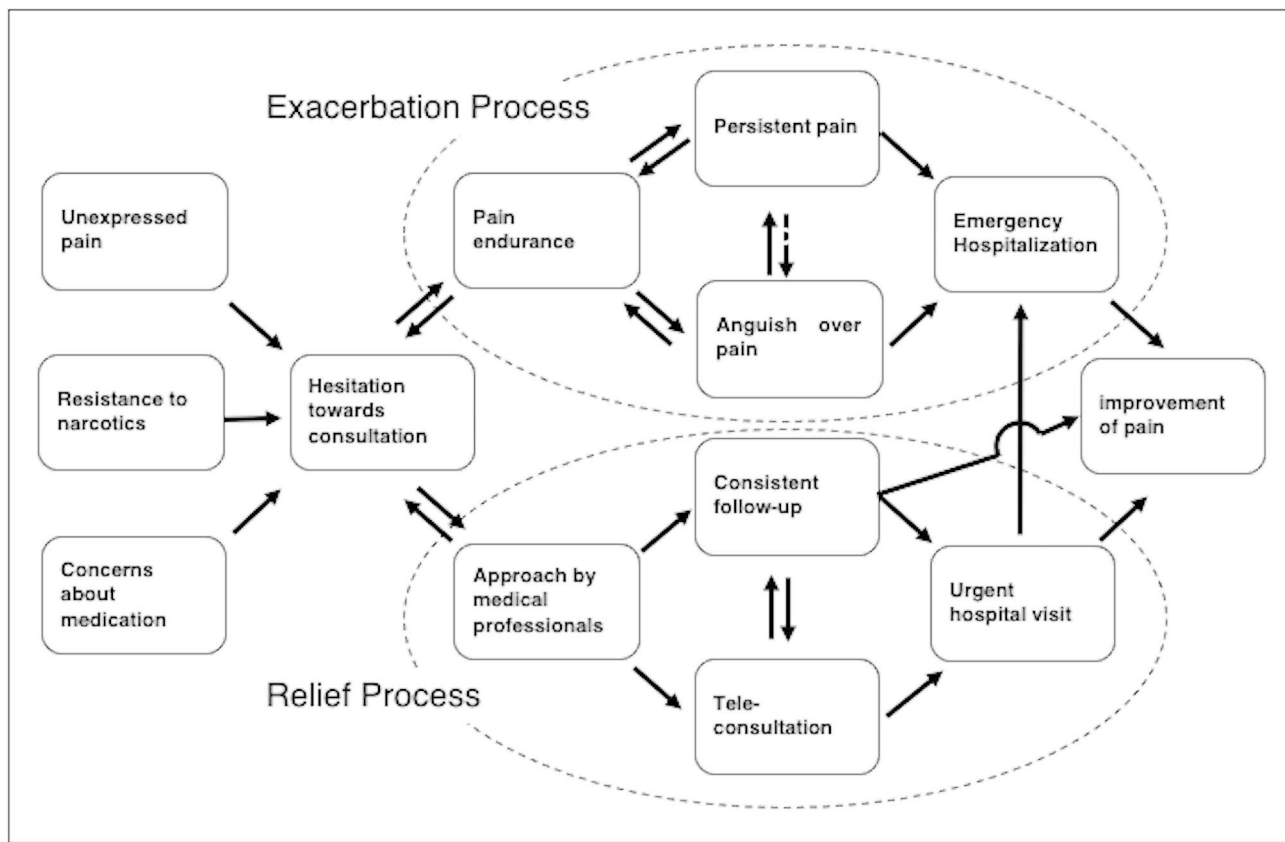 Exacerbation Process
Persistent pain
Unexpressed
pain
Pain
endurance
Emergency
Hospitalization
Anguish over
pain
Resistance to
narcotics
Hesitation
towards
consultation
improvement
of pain
Consistent
follow-up
Concerns
about
medication
Approach by
medical
professionals
Urgent
hospital visit
Relief Process
Tele-
consultation